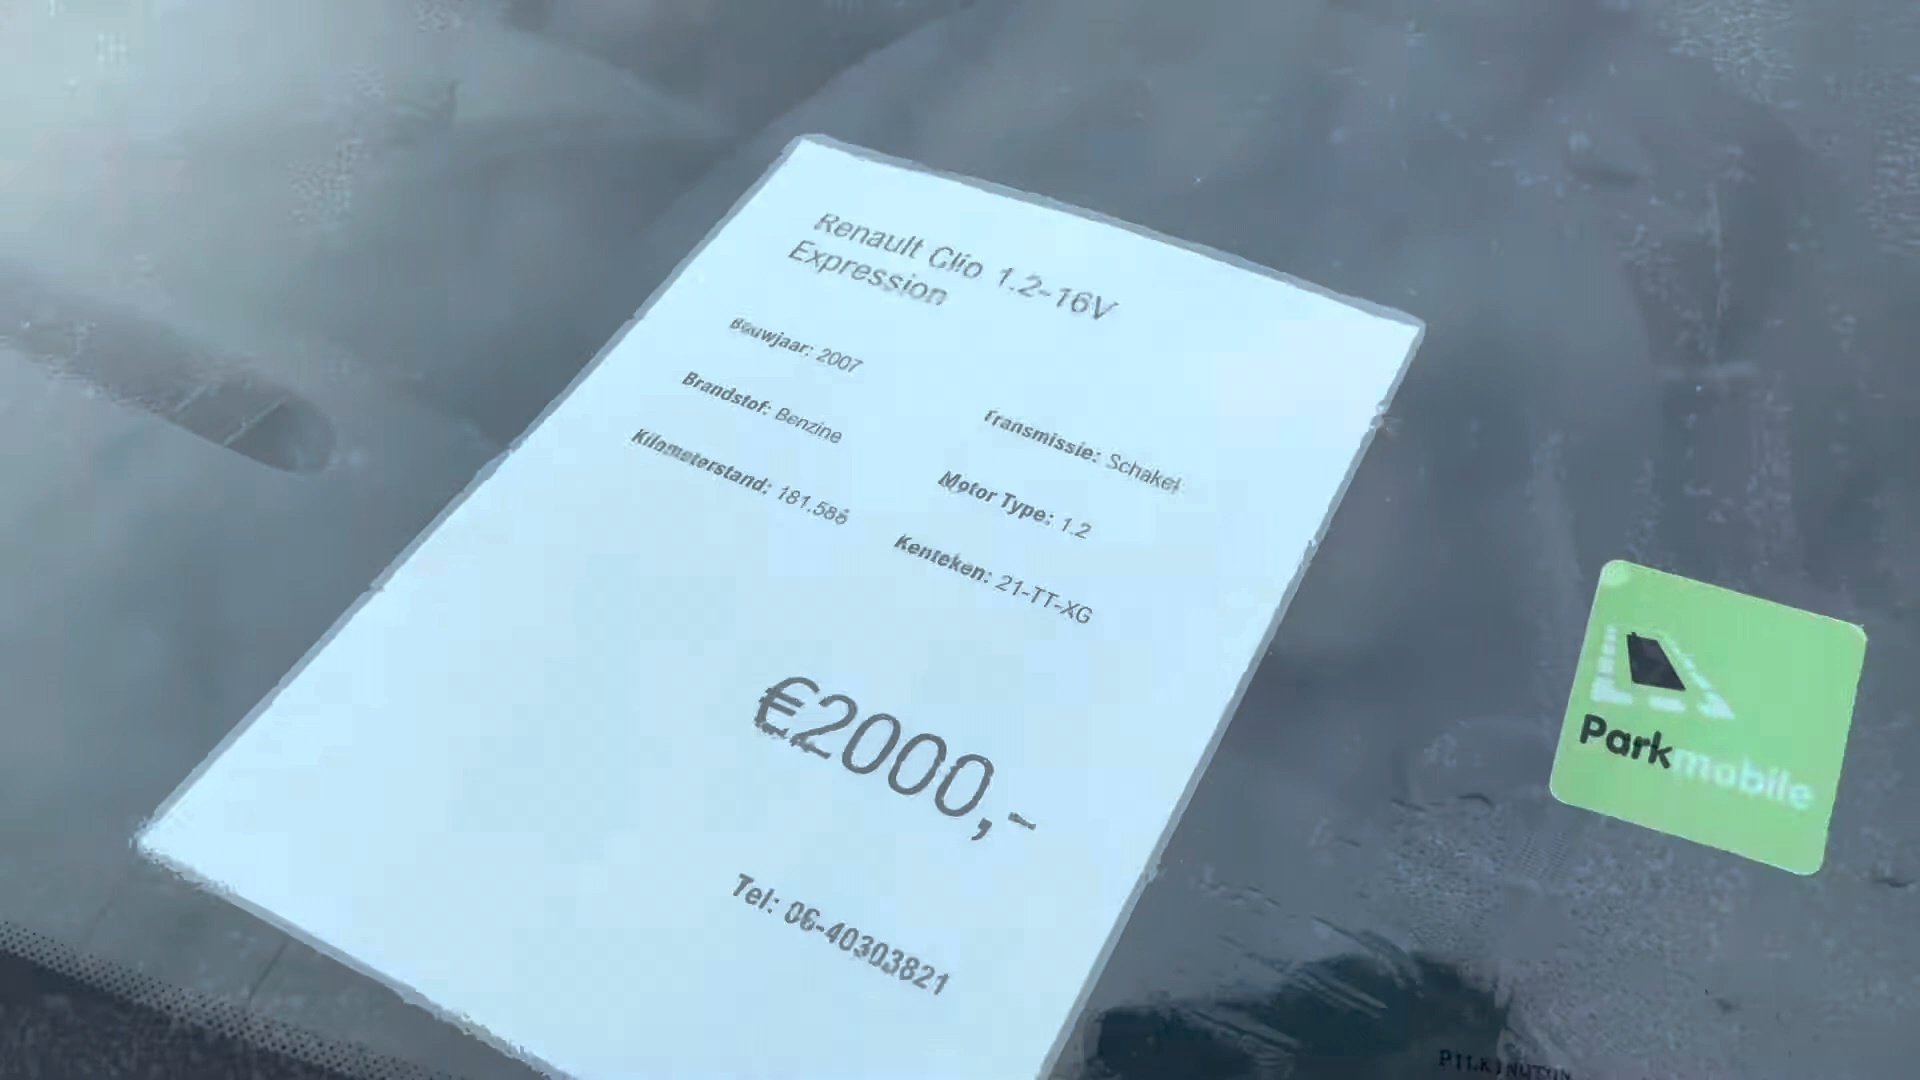 Renault Clio 1.2-16V
Expression
Bouwjaar: 2007
Transmissie: Schakel
Brandstof: Benzine
Motor Type: 1.2
Kilometerstand: 181.586
Kenteken: 21-TT-XG
€2000,-
Tel: 06-40303821
Parkmobile
PILKINGTON